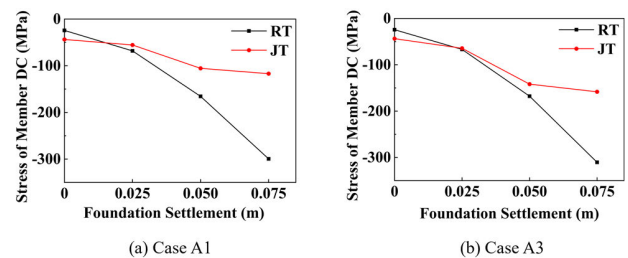 0
-100
-200
-300
0
0.025
0.050
0.075
Stress of Member DC (MPa)
Foundation Settlement (m)
RT
JT
(a) Case A1
0
-100
-200
-300
0
0.025
0.050
0.075
Stress of Member DC (MPa)
Foundation Settlement (m)
RT
JT
(b) Case A3